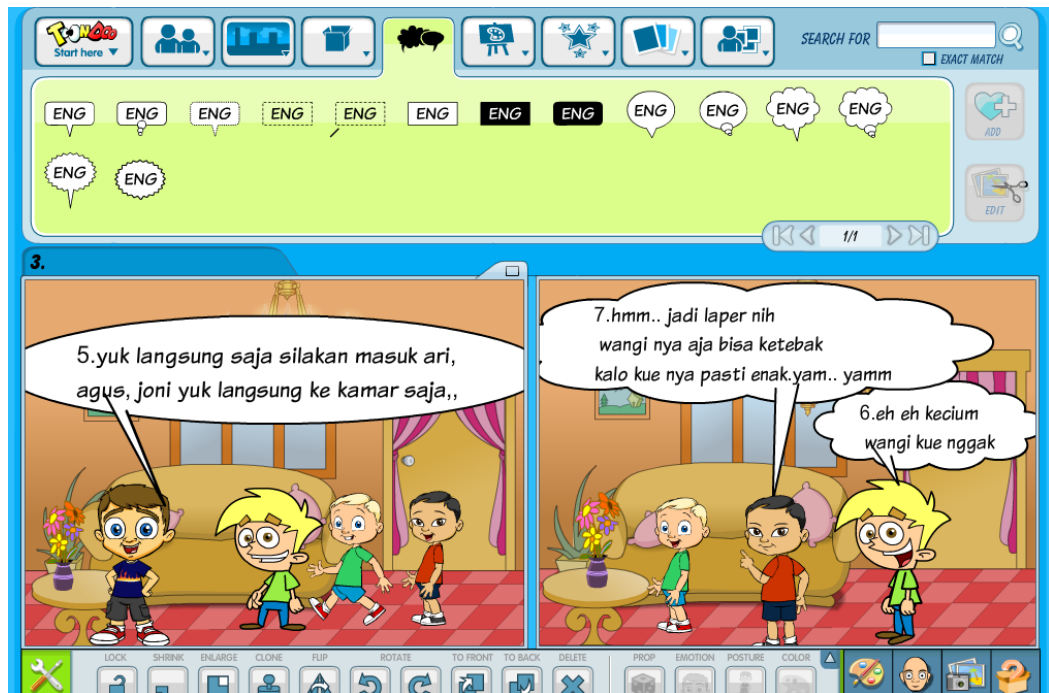 TOONDOO
Start here
SEARCH FOR
EXACT MATCH
ENG ENG ENG ENG ENG ENG ENG ENG ENG ENG ENG ENG
ENG ENG
ADD
EDIT
1/1
3.
5.yuk langsung saja silakan masuk ari,
agus, joni yuk langsung ke kamar saja,,
7.hmm.. jadi laper nih
wangi nya aja bisa ketebak
kalo kue nya pasti enak.yam.. yamm
6.eh eh kecium
wangi kue nggak
LOCK SHRINK ENLARGE CLONE FLIP ROTATE TO FRONT TO BACK DELETE PROP EMOTION POSTURE COLOR